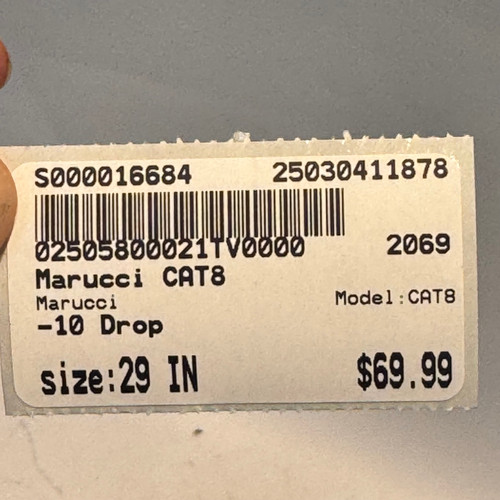 S000016684 25030411878
02505800021TV0000 2069
Marucci CAT8
Marucci Model:CAT8
-10 Drop
size:29 IN $69.99